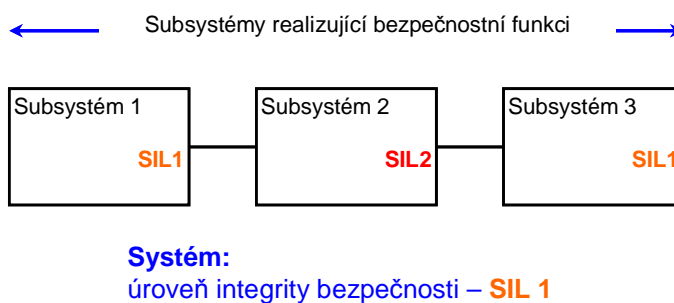 Subsystémy realizující bezpečnostní funkci
Subsystém 1
Subsystém 2
Subsystém 3
SIL1
SIL2
SIL1
Systém:
úroveň integrity bezpečnosti – SIL 1